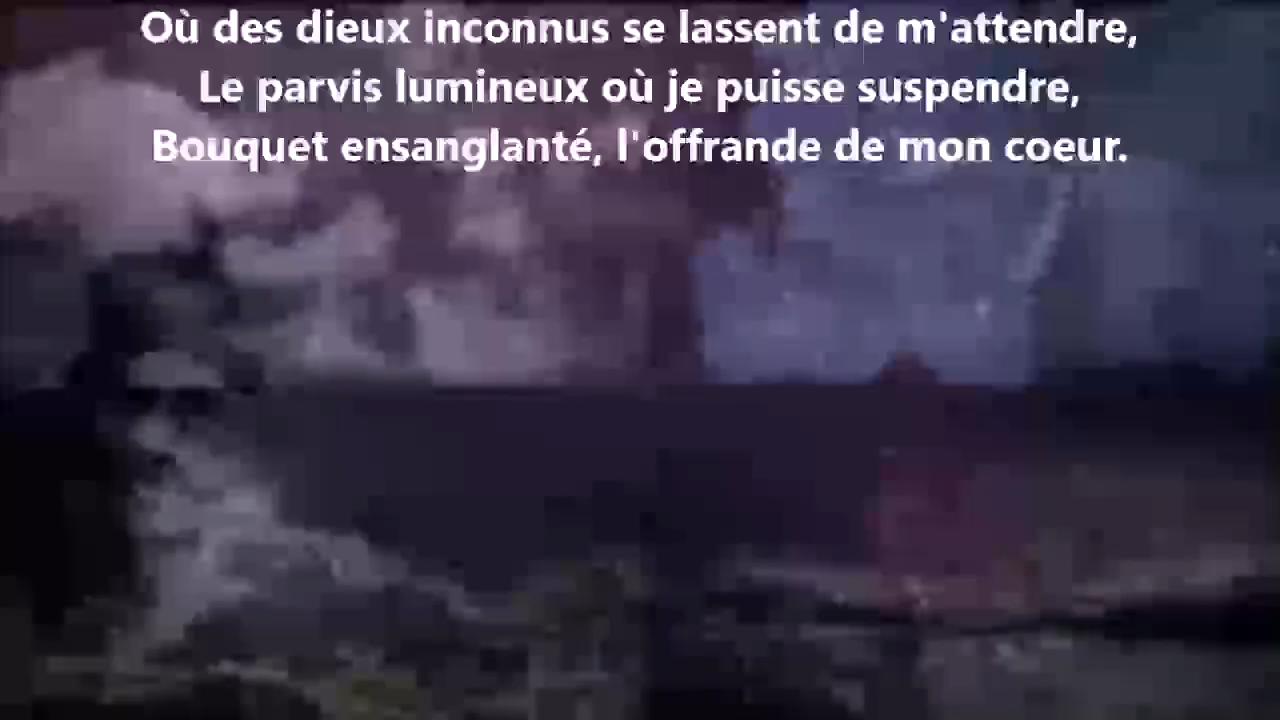 Où des dieux inconnus se lassent de m'attendre,
Le parvis lumineux où je puisse suspendre,
Bouquet ensanglanté, l'offrande de mon coeur.